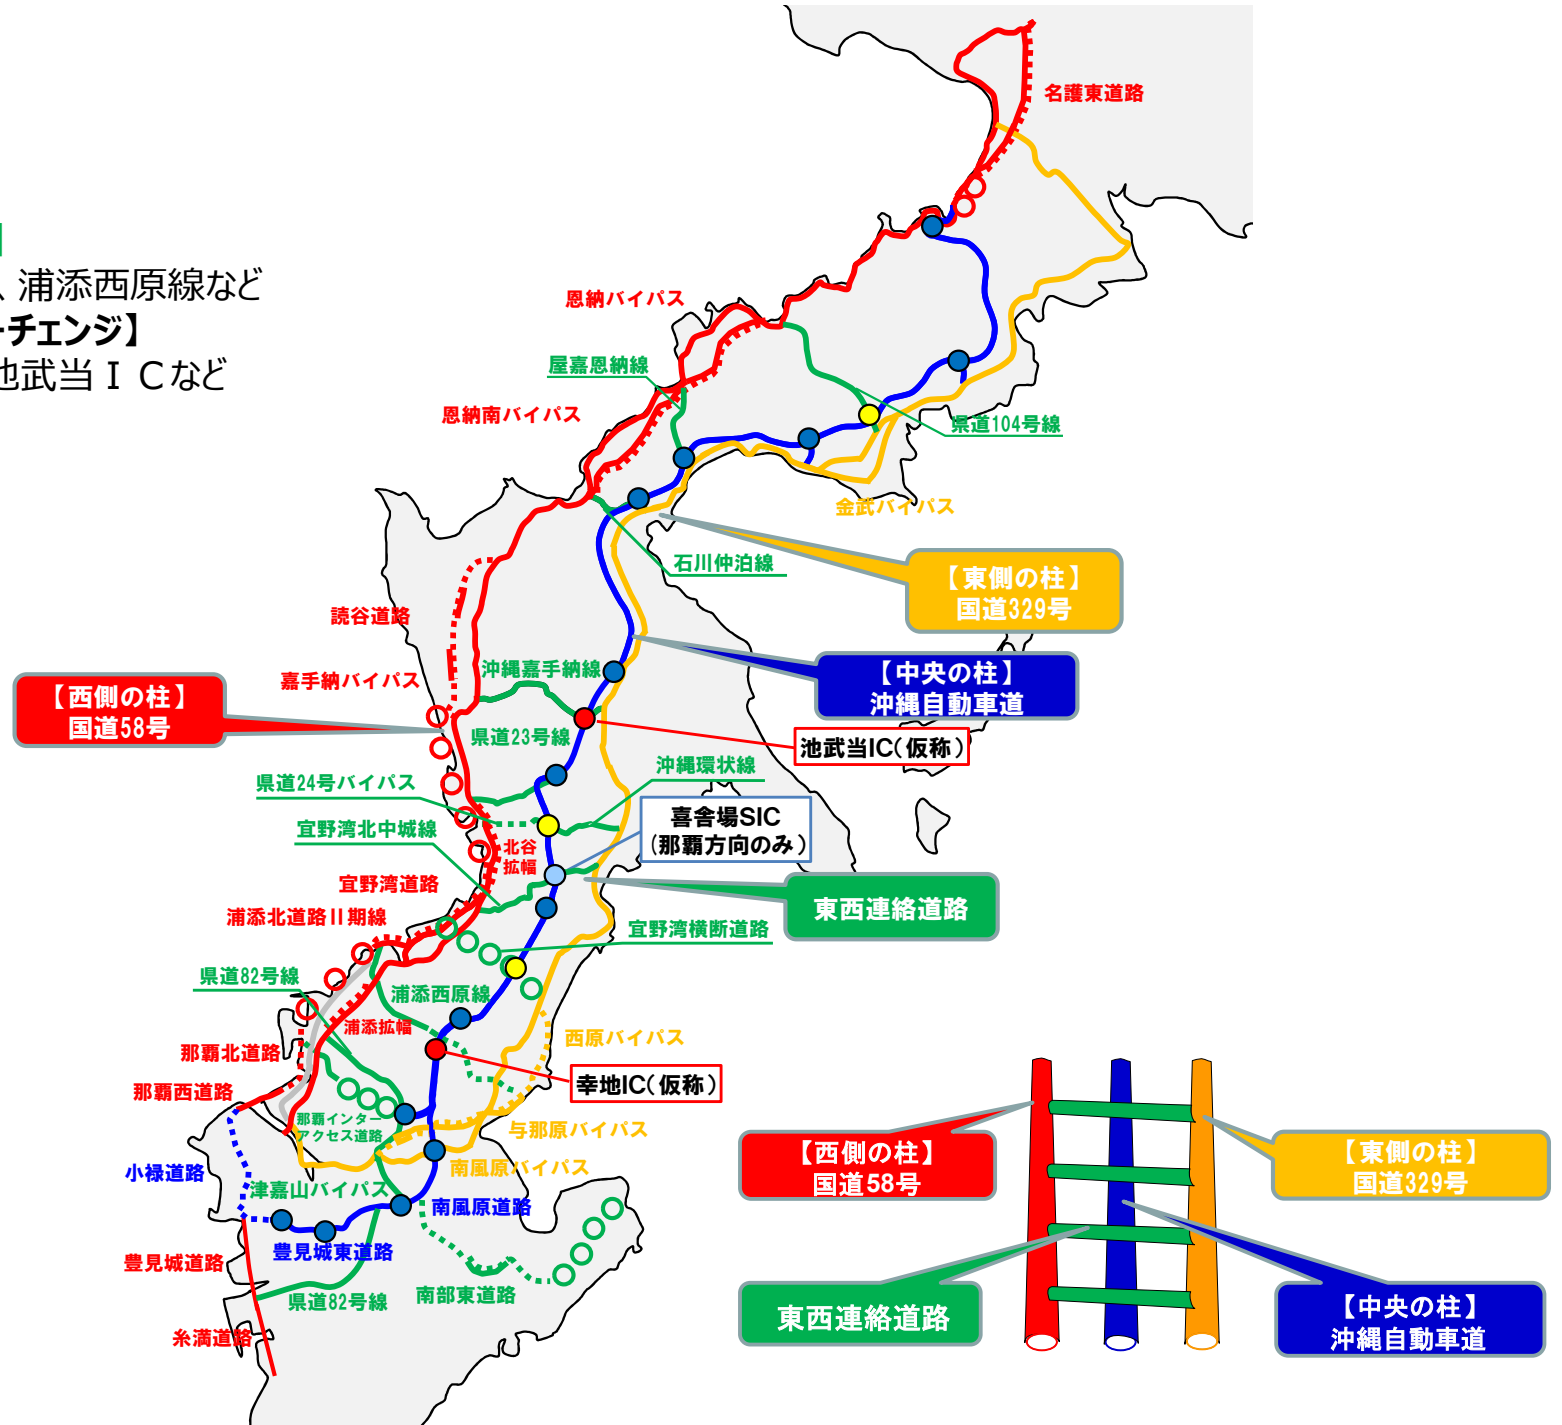 名護東道路
、浦添西原線など
ーチェンジ】
池武当ＩＣなど
恩納バイパス
屋嘉恩納線
恩納南バイパス
県道104号線
金武バイパス
石川仲泊線
【東側の柱】
国道329号
読谷道路
沖縄嘉手納線
嘉手納バイパス
【中央の柱】
沖縄自動車道
【西側の柱】
国道58号
県道23号線
池武当IC(仮称)
沖縄環状線
県道24号バイパス
喜舎場SIC
(那覇方向のみ)
宜野湾北中城線
北谷
拡幅
宜野湾道路
東西連絡道路
浦添北道路Ⅱ期線
宜野湾横断道路
県道82号線
浦添西原線
浦添拡幅
西原バイパス
那覇北道路
幸地IC(仮称)
那覇西道路
那覇インター
アクセス道路
与那原バイパス
南風原バイパス
小禄道路
津嘉山バイパス
南風原道路
豊見城東道路
豊見城道路
南部東道路
県道82号線
糸満道路
【西側の柱】
国道58号
【東側の柱】
国道329号
東西連絡道路
【中央の柱】
沖縄自動車道